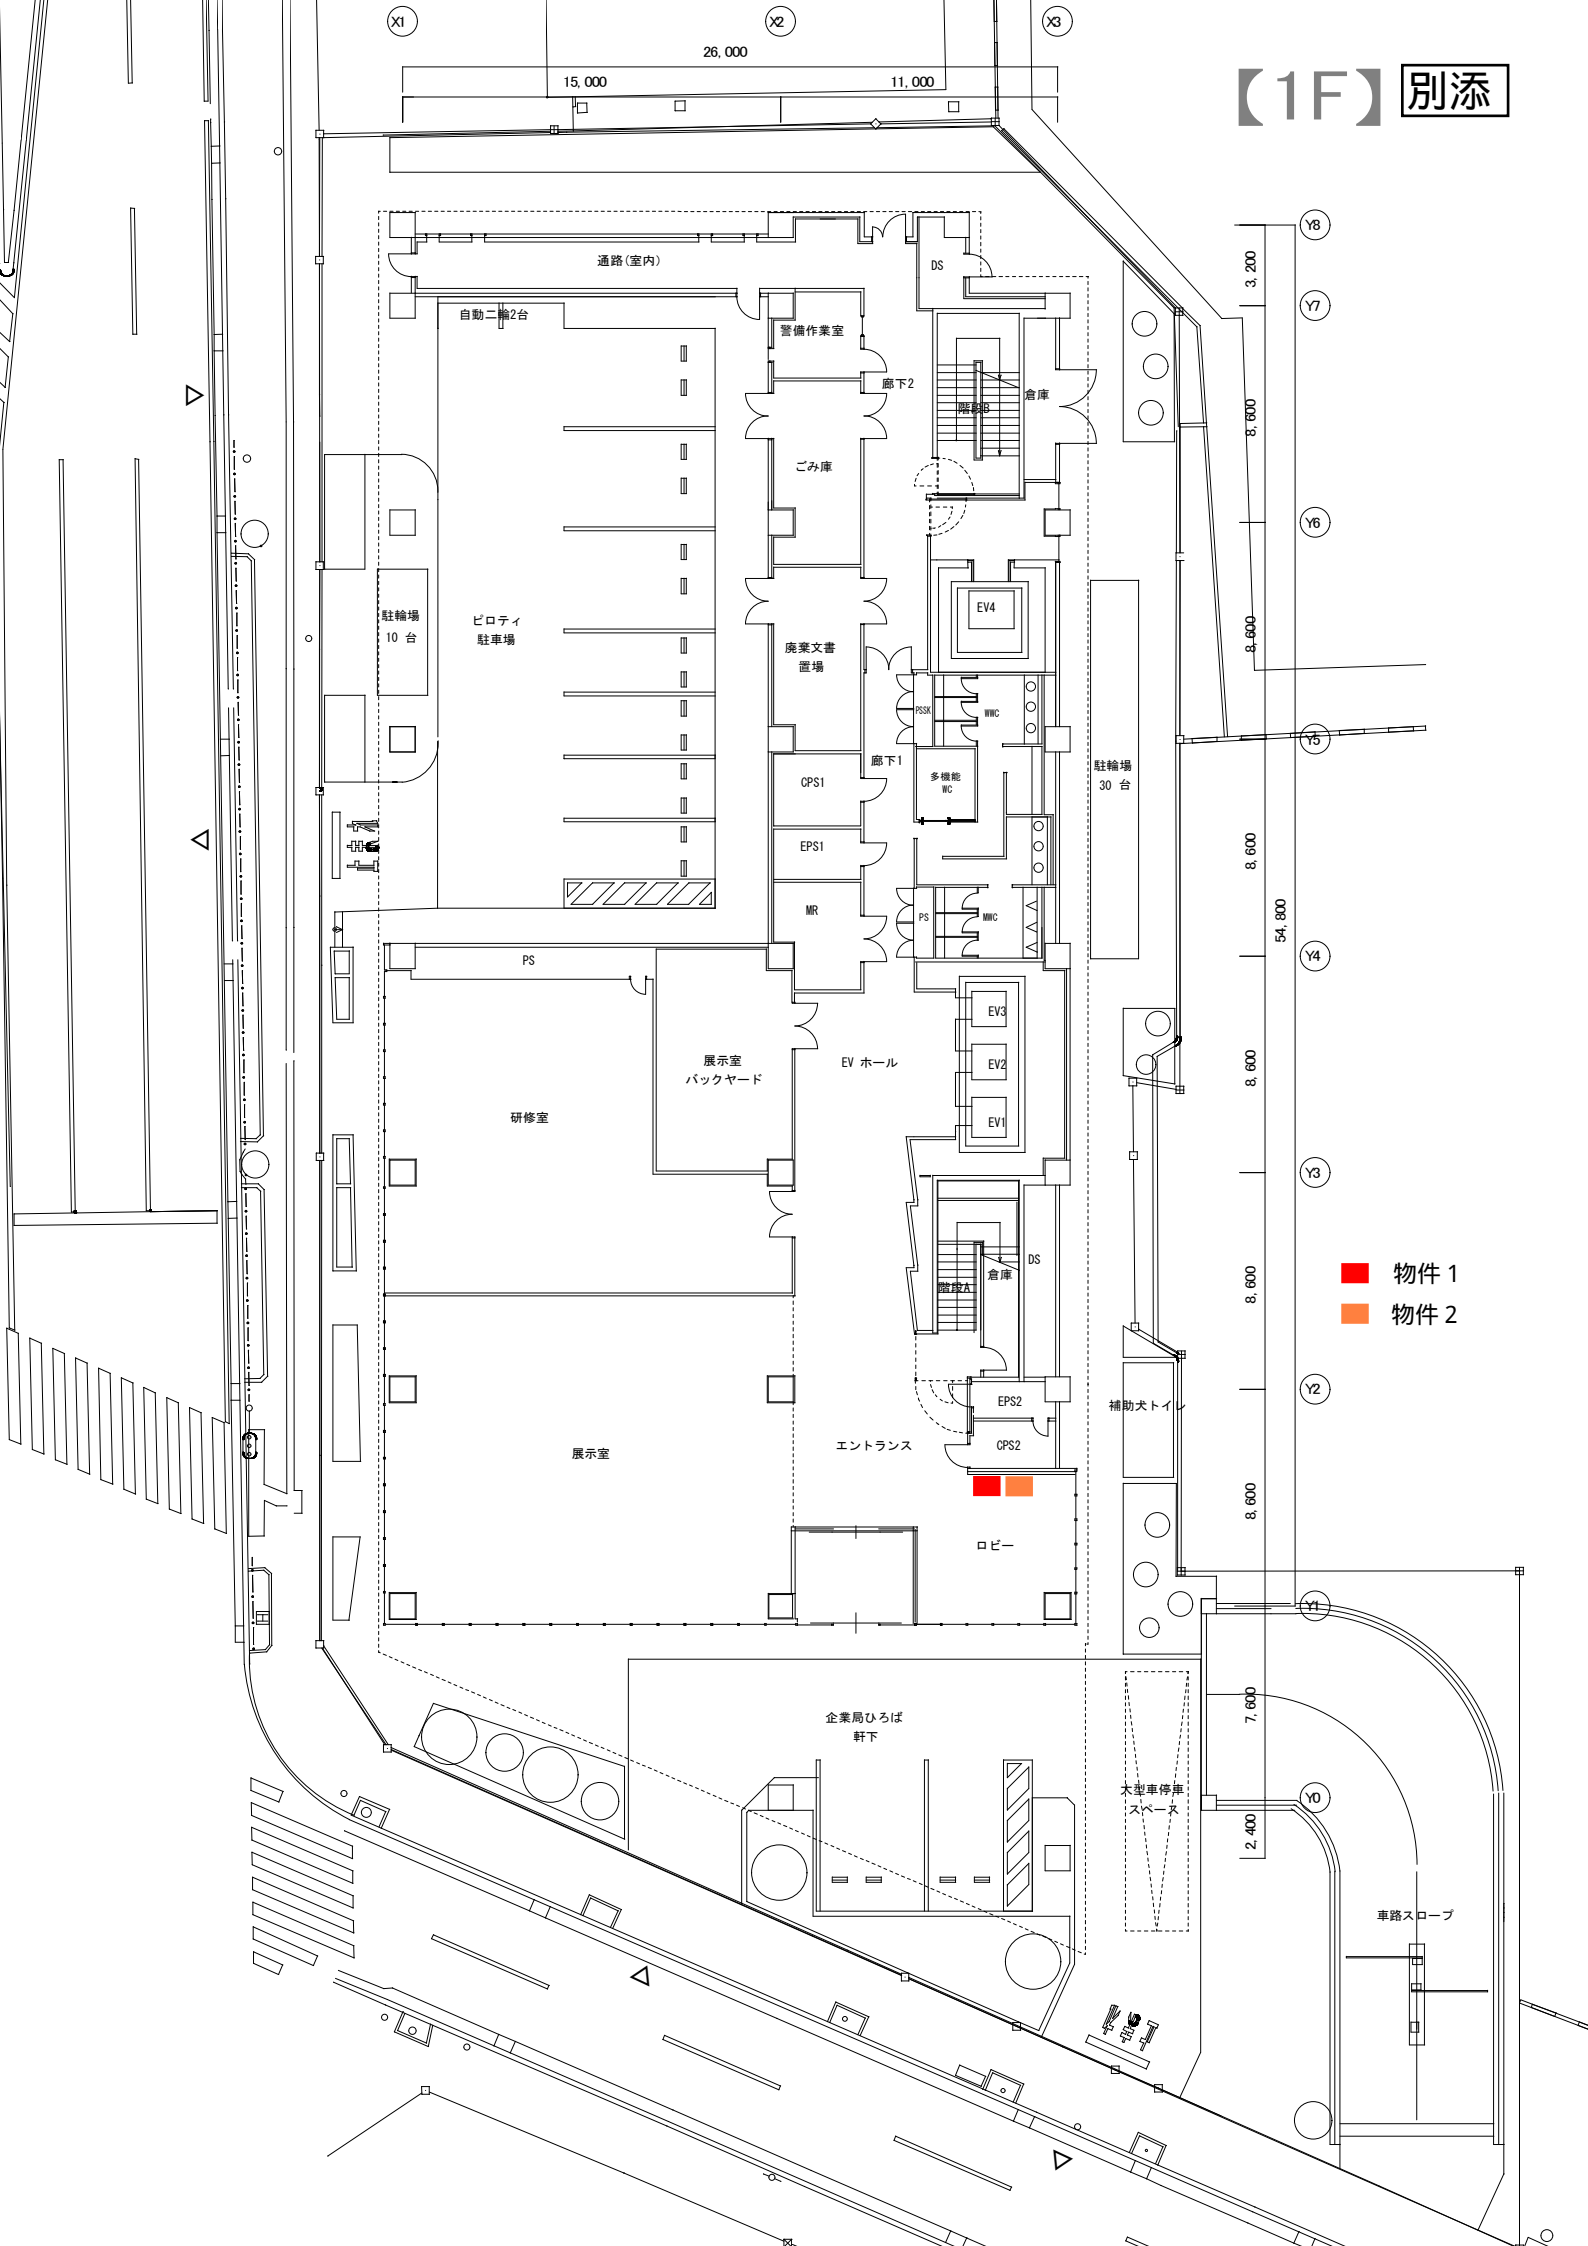 X1
X2
X3
26,000
15,000
11,000
【1F】
別添
Y8
通路(室内)
DS
3,200
Y7
自動二輪2台
警備作業室
廊下2
倉庫
階段B
8,600
ごみ庫
Y6
EV4
駐輪場
10 台
ピロティ
駐車場
8,600
廃棄文書
置場
PSSK
WWC
Y5
廊下1
駐輪場
30 台
CPS1
多機能
WC
EPS1
8,600
MR
PS
MWC
54,800
PS
Y4
EV3
展示室
バックヤード
EV ホール
EV2
8,600
研修室
EV1
Y3
DS
倉庫
階段A
8,600
物件1
物件2
Y2
EPS2
補助犬トイレ
エントランス
CPS2
展示室
8,600
ロビー
Y1
企業局ひろば
軒下
7,600
大型車停車
スペース
Y0
2,400
車路スロープ